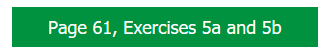 Page 61, Exercises 5a and 5b